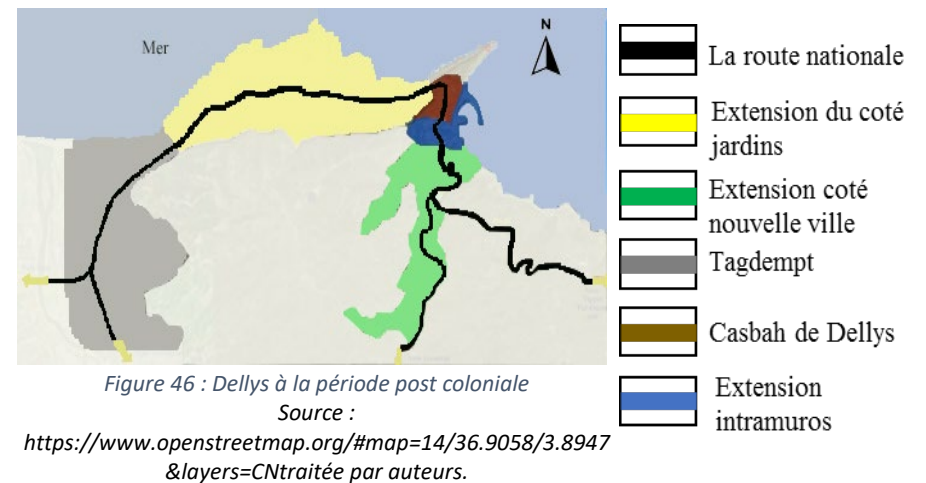 Mer
N
La route nationale
Extension du coté
jardins
Extension coté
nouvelle ville
Tagdempt
Casbah de Dellys
Extension
intramuros
Figure 46 : Dellys à la période post coloniale
Source :
https://www.openstreetmap.org/#map=14/36.9058/3.8947
&layers=CNtraitée par auteurs.